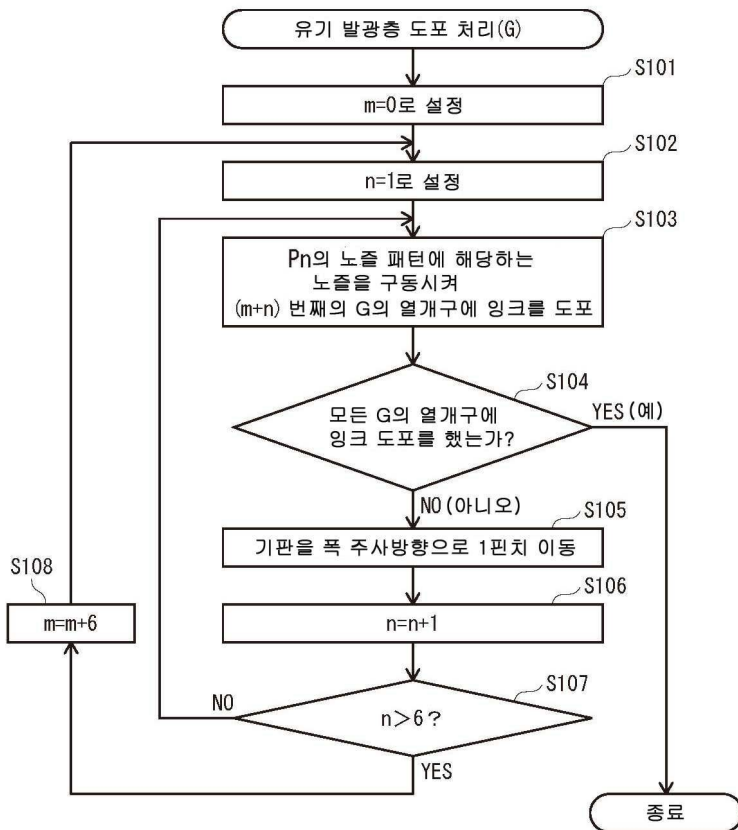 유기 발광층 도포 처리(G)
S101
m=0로 설정
S102
n=1로 설정
S103
Pn의 노즐 패턴에 해당하는
노즐을 구동시켜
(m+n) 번째의 G의 열개구에 잉크를 도포
S104
모든 G의 열개구에
잉크 도포를 했는가?
YES(예)
NO(아니오)
S105
기판을 폭 주사방향으로 1핀치 이동
S106
n=n+1
S108
m=m+6
S107
n>6?
NO
YES
종료